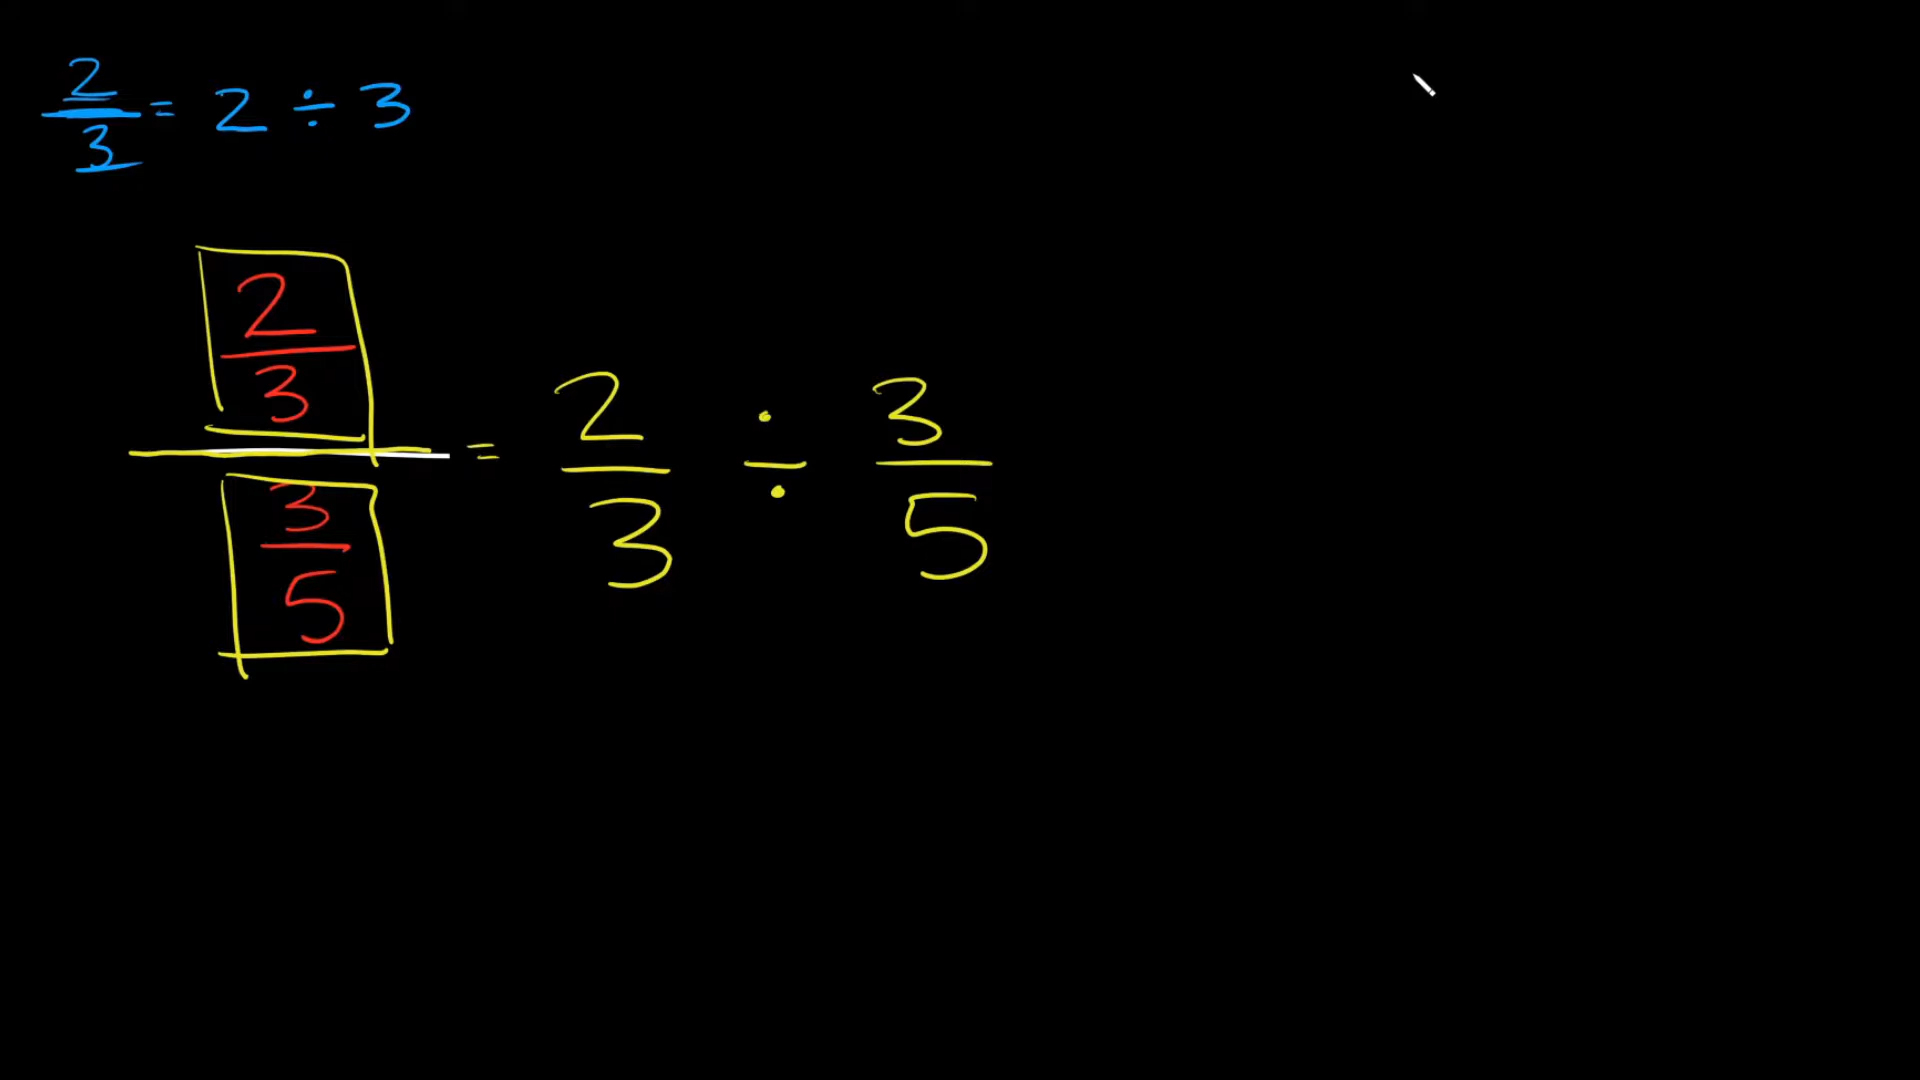 2/3 = 2 ÷ 3
(2/3)/(3/5) = 2/3 ÷ 3/5